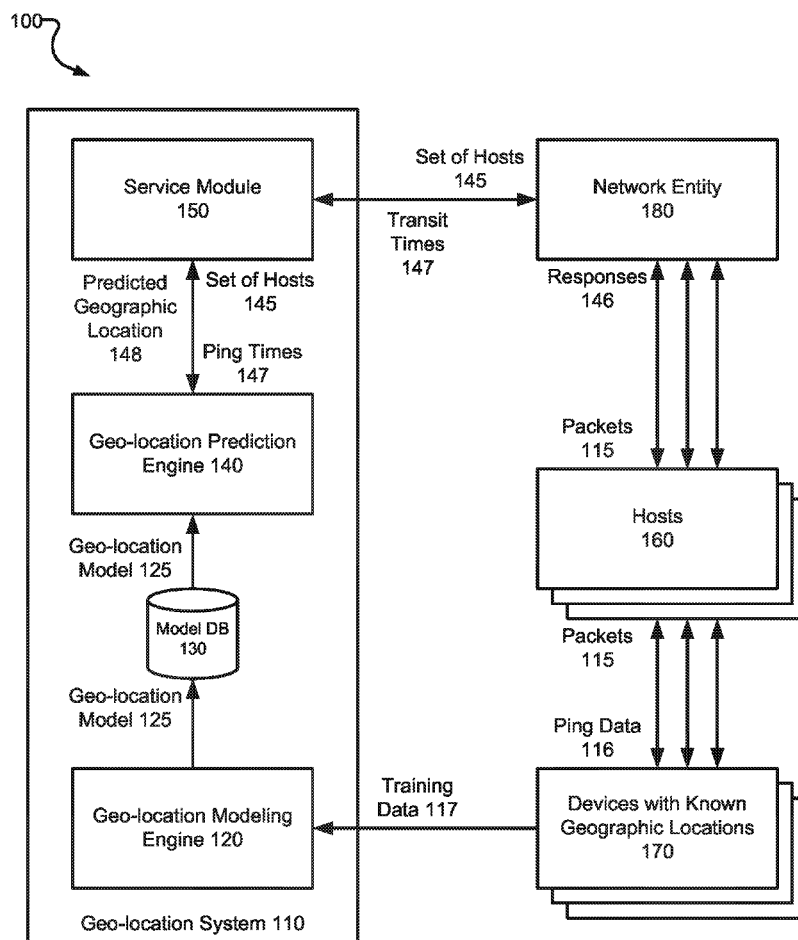 100
Service Module
150
Set of Hosts
145
Transit
Times
147
Network Entity
180
Predicted
Geographic
Location
148
Set of Hosts
145
Ping Times
147
Responses
146
Geo-location Prediction
Engine 140
Packets
115
Hosts
160
Geo-location
Model 125
Model DB
130
Packets
115
Geo-location
Model 125
Ping Data
116
Geo-location Modeling
Engine 120
Training
Data 117
Devices with Known
Geographic Locations
170
Geo-location System 110